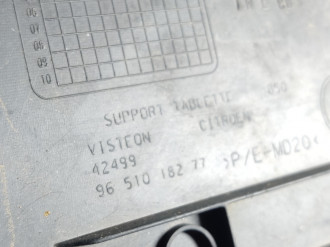 06
07
08
09
10
SUPPORT TABLETTE
VISTEON CITROEN
42499
96 510 182 77 >P/E-MD20<